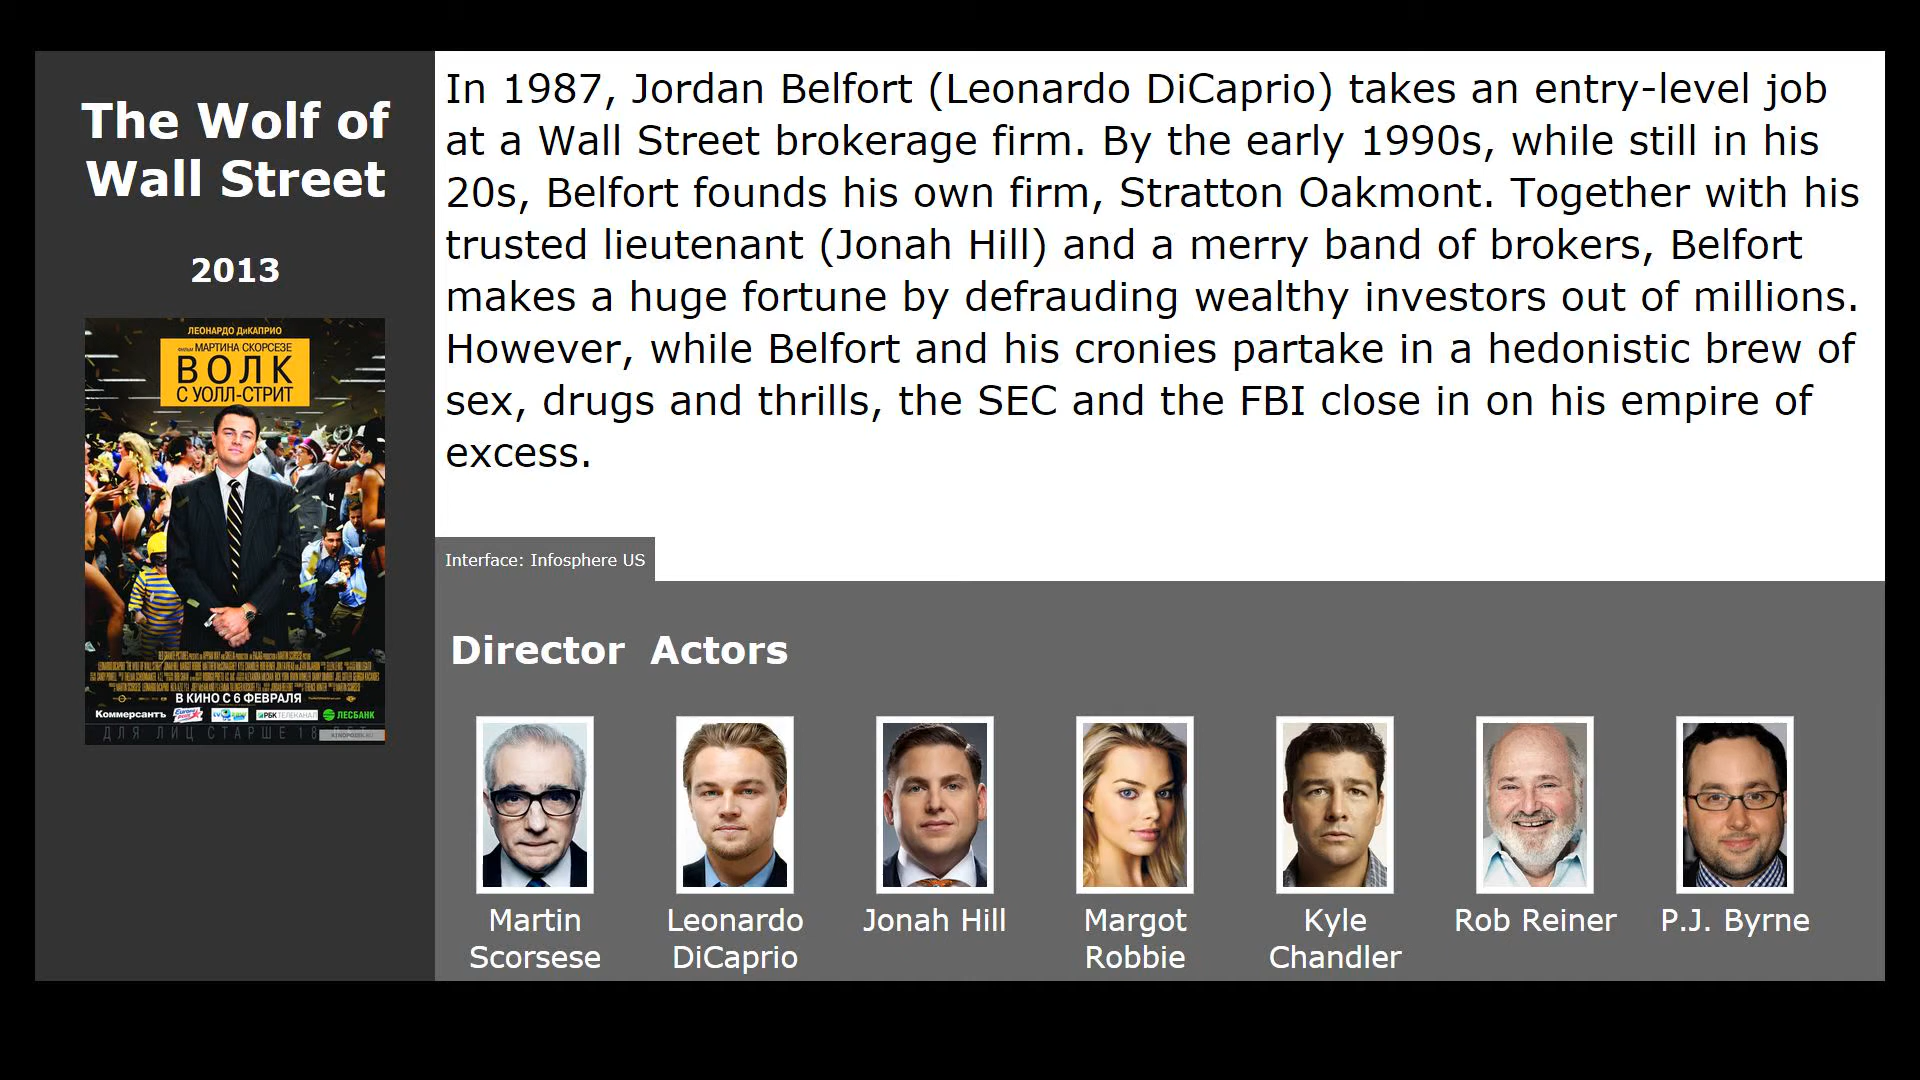 The Wolf of
Wall Street
2013
ЛЕОНАРДО ДиКАПРИО
ФИЛЬМ МАРТИНА СКОРСЕЗЕ
ВОЛК
С УОЛЛ-СТРИТ
В КИНО С 6 ФЕВРАЛЯ
Коммерсантъ
РБК ТЕЛЕКАНАЛ
ЛЕСБАНК
ДЛЯ ЛИЦ СТАРШЕ 18 ЛЕТ
In 1987, Jordan Belfort (Leonardo DiCaprio) takes an entry-level job
at a Wall Street brokerage firm. By the early 1990s, while still in his
20s, Belfort founds his own firm, Stratton Oakmont. Together with his
trusted lieutenant (Jonah Hill) and a merry band of brokers, Belfort
makes a huge fortune by defrauding wealthy investors out of millions.
However, while Belfort and his cronies partake in a hedonistic brew of
sex, drugs and thrills, the SEC and the FBI close in on his empire of
excess.
Interface: Infosphere US
Director Actors
Martin
Scorsese
Leonardo
DiCaprio
Jonah Hill
Margot
Robbie
Kyle
Chandler
Rob Reiner
P.J. Byrne